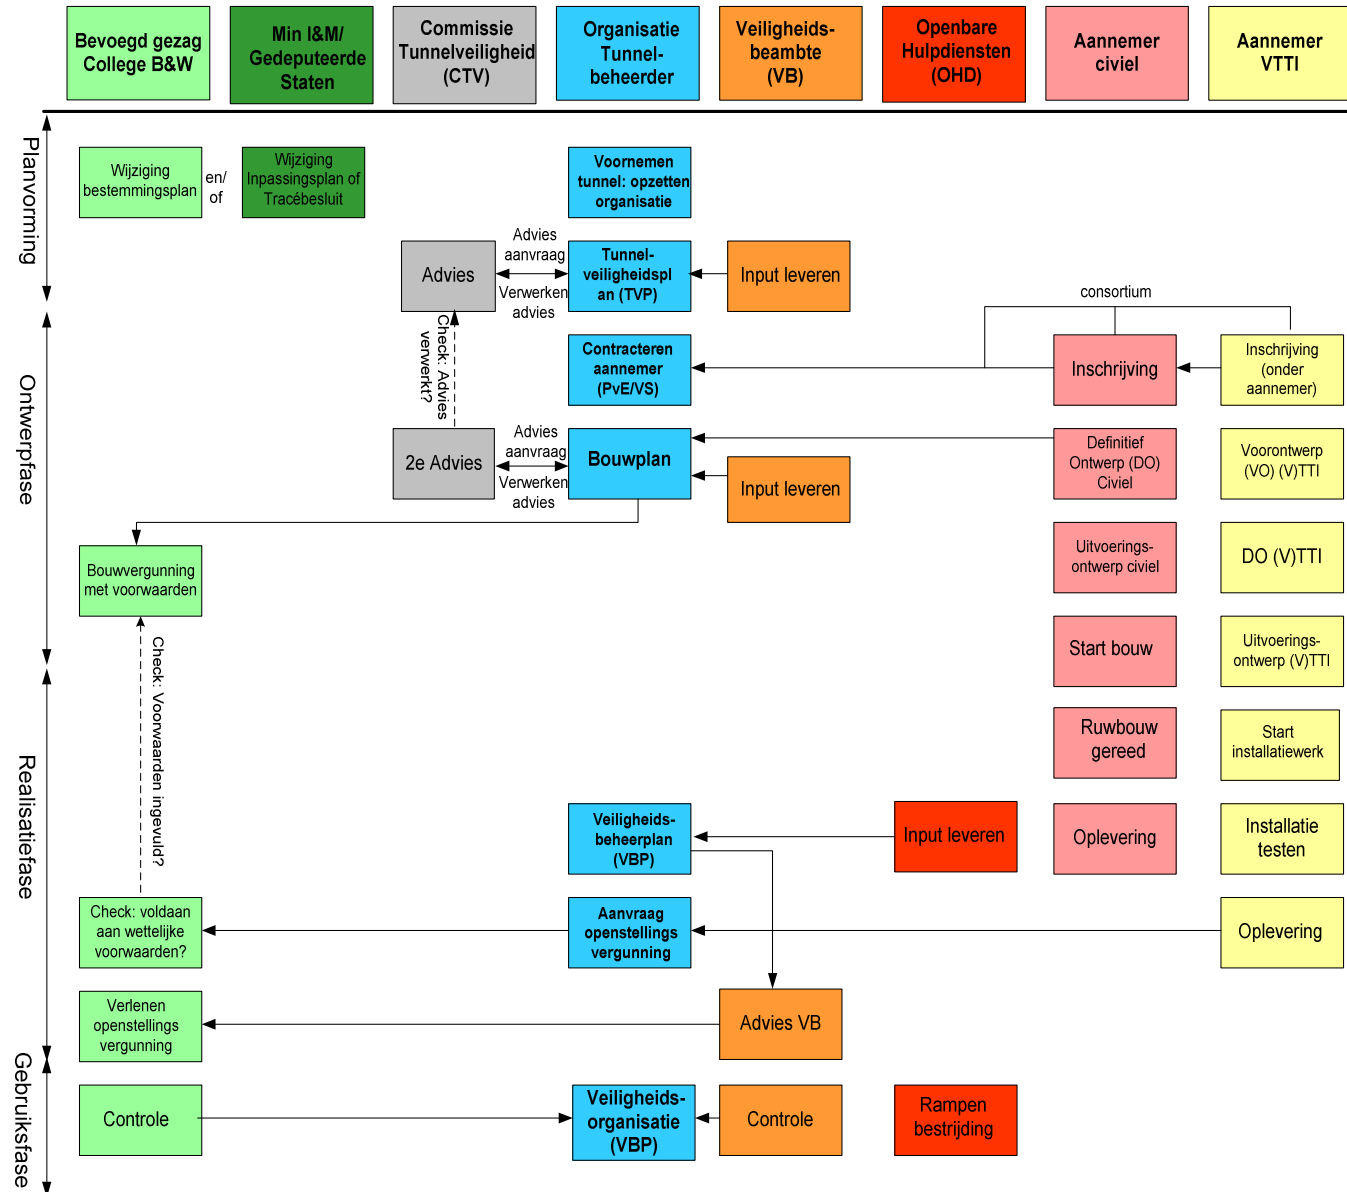 Bevoegd gezag
College B&W
Min I&M/
Gedeputeerde
Staten
Commissie
Tunnelveiligheid
(CTV)
Organisatie
Tunnel-
beheerder
Veiligheids-
beambte
(VB)
Openbare
Hulpdiensten
(OHD)
Aannemer
civiel
Aannemer
VTTI
Planvorming
Wijziging
bestemmingsplan
en/
of
Wijziging
Inpassingsplan of
Tracébesluit
Voornemen
tunnel: opzetten
organisatie
Advies
Advies
aanvraag
Verwerken
advies
Tunnel-
veiligheidspl
an (TVP)
Input leveren
Ontwerpfase
Check: Advies
verwerkt?
Contracteren
aannemer
(PvE/VS)
consortium
Inschrijving
Inschrijving
(onder
aannemer)
2e Advies
Advies
aanvraag
Verwerken
advies
Bouwplan
Input leveren
Definitief
Ontwerp (DO)
Civiel
Voorontwerp
(VO) (V)TTI
Bouwvergunning
met voorwaarden
Uitvoerings-
ontwerp civiel
DO (V)TTI
Start bouw
Uitvoerings-
ontwerp (V)TTI
Realisatiefase
Check: Voorwaarden ingevuld?
Ruwbouw
gereed
Start
installatiewerk
Veiligheids-
beheerplan
(VBP)
Input leveren
Oplevering
Installatie
testen
Check: voldaan
aan wettelijke
voorwaarden?
Aanvraag
openstellings
vergunning
Oplevering
Verlenen
openstellings
vergunning
Advies VB
Gebruiksfase
Controle
Veiligheids-
organisatie
(VBP)
Controle
Rampen
bestrijding